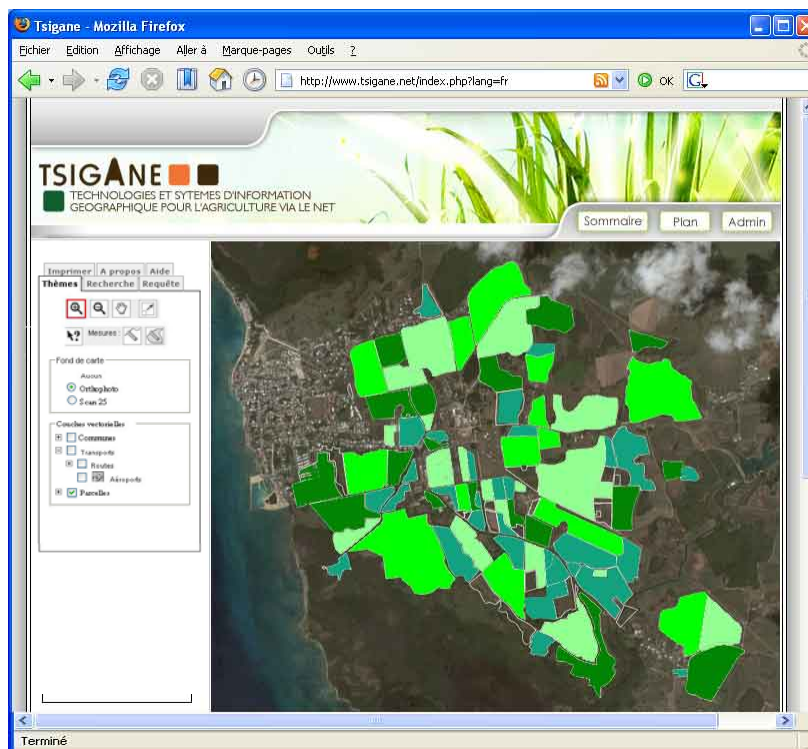 Tsigane - Mozilla Firefox
Fichier Edition Affichage Aller à Marque-pages Outils ?
http://www.tsigane.net/index.php?lang=fr OK G
TSIGANE
TECHNOLOGIES ET SYTEMES D'INFORMATION
GEOGRAPHIQUE POUR L'AGRICULTURE VIA LE NET
Sommaire Plan Admin
Imprimer A propos Aide
Thèmes Recherche Requête
Mesures :
Fond de carte
Aucun
Orthophoto
Scan 25
Couches vectorielles
Communes
Transports
Routes
Aéroports
Parcelles
Terminé